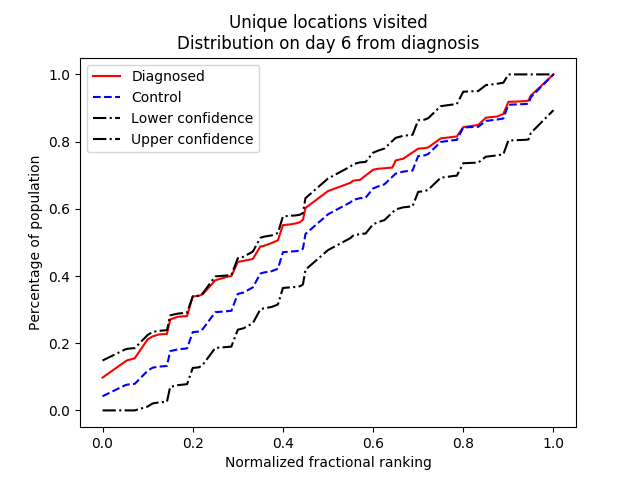 Unique locations visited
Distribution on day 6 from diagnosis
Diagnosed
Control
Lower confidence
Upper confidence
Percentage of population
1.0
0.8
0.6
0.4
0.2
0.0
0.0 0.2 0.4 0.6 0.8 1.0
Normalized fractional ranking